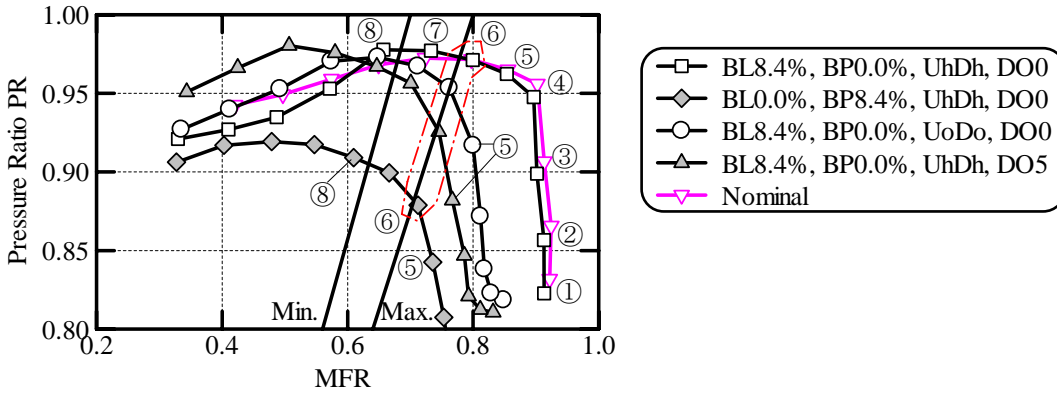 1.00
0.95
0.90
0.85
0.80
Pressure Ratio PR
0.2
0.4
0.6
0.8
1.0
MFR
⑧
⑦
⑥
⑤
④
③
②
①
⑤
⑧
⑥
⑤
Min.
Max.
BL8.4%, BP0.0%, UhDh, DO0
BL0.0%, BP8.4%, UhDh, DO0
BL8.4%, BP0.0%, UoDo, DO0
BL8.4%, BP0.0%, UhDh, DO5
Nominal